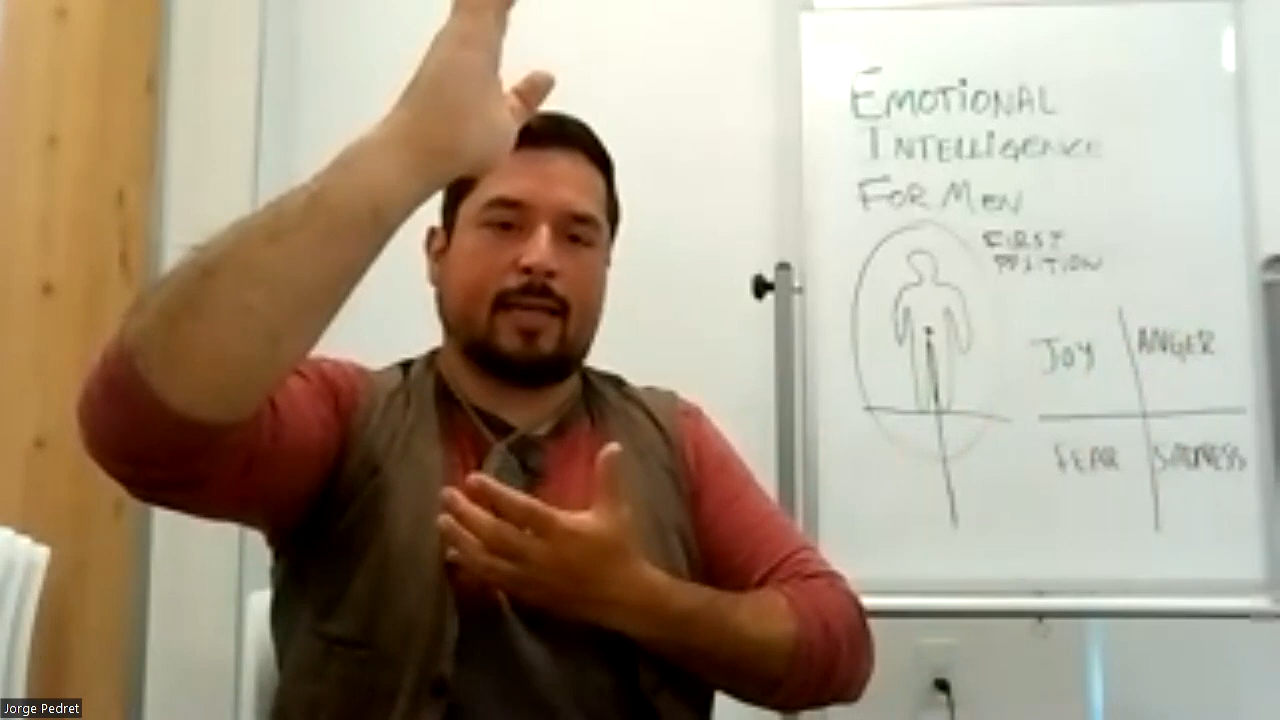 EMOTIONAL
INTELLIGENCE
FOR MEN
FIRST
POSITION
JOY
ANGER
FEAR
SADNESS
Jorge Pedret